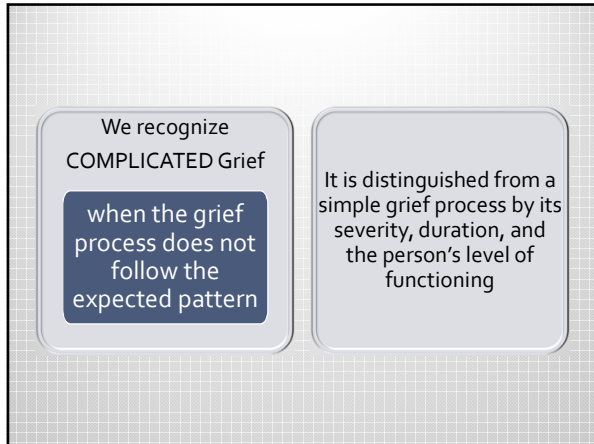 We recognize
COMPLICATED Grief
when the grief
process does not
follow the
expected pattern
It is distinguished from a
simple grief process by its
severity, duration, and
the person's level of
functioning